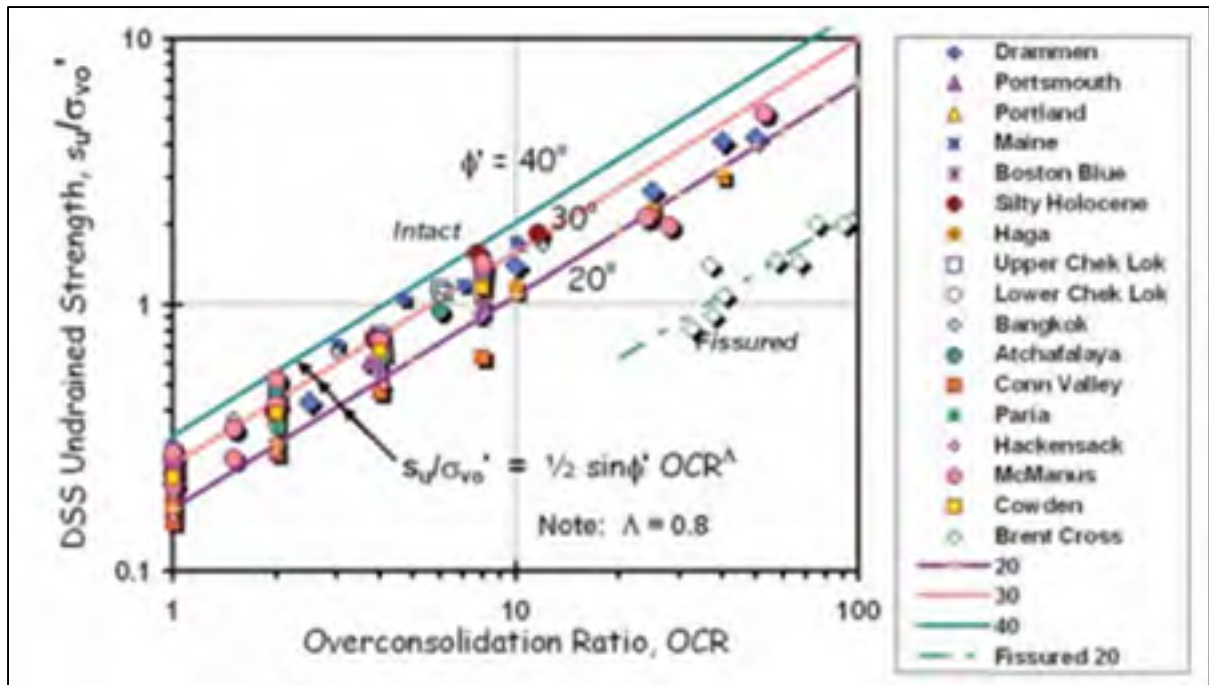 10
1
0.1
1
10
100
DSS Undrained Strength, su/σvo'
Overconsolidation Ratio, OCR
ϕ' = 40°
Intact
30°
20°
Fissured
su/σvo' = ½ sinϕ' OCR^Λ
Note: Λ = 0.8
Drammen
Portsmouth
Portland
Maine
Boston Blue
Silty Holocene
Haga
Upper Chek Lok
Lower Chek Lok
Bangkok
Atchafalaya
Conn Valley
Paria
Hackensack
McManus
Cowden
Brent Cross
20
30
40
Fissured 20